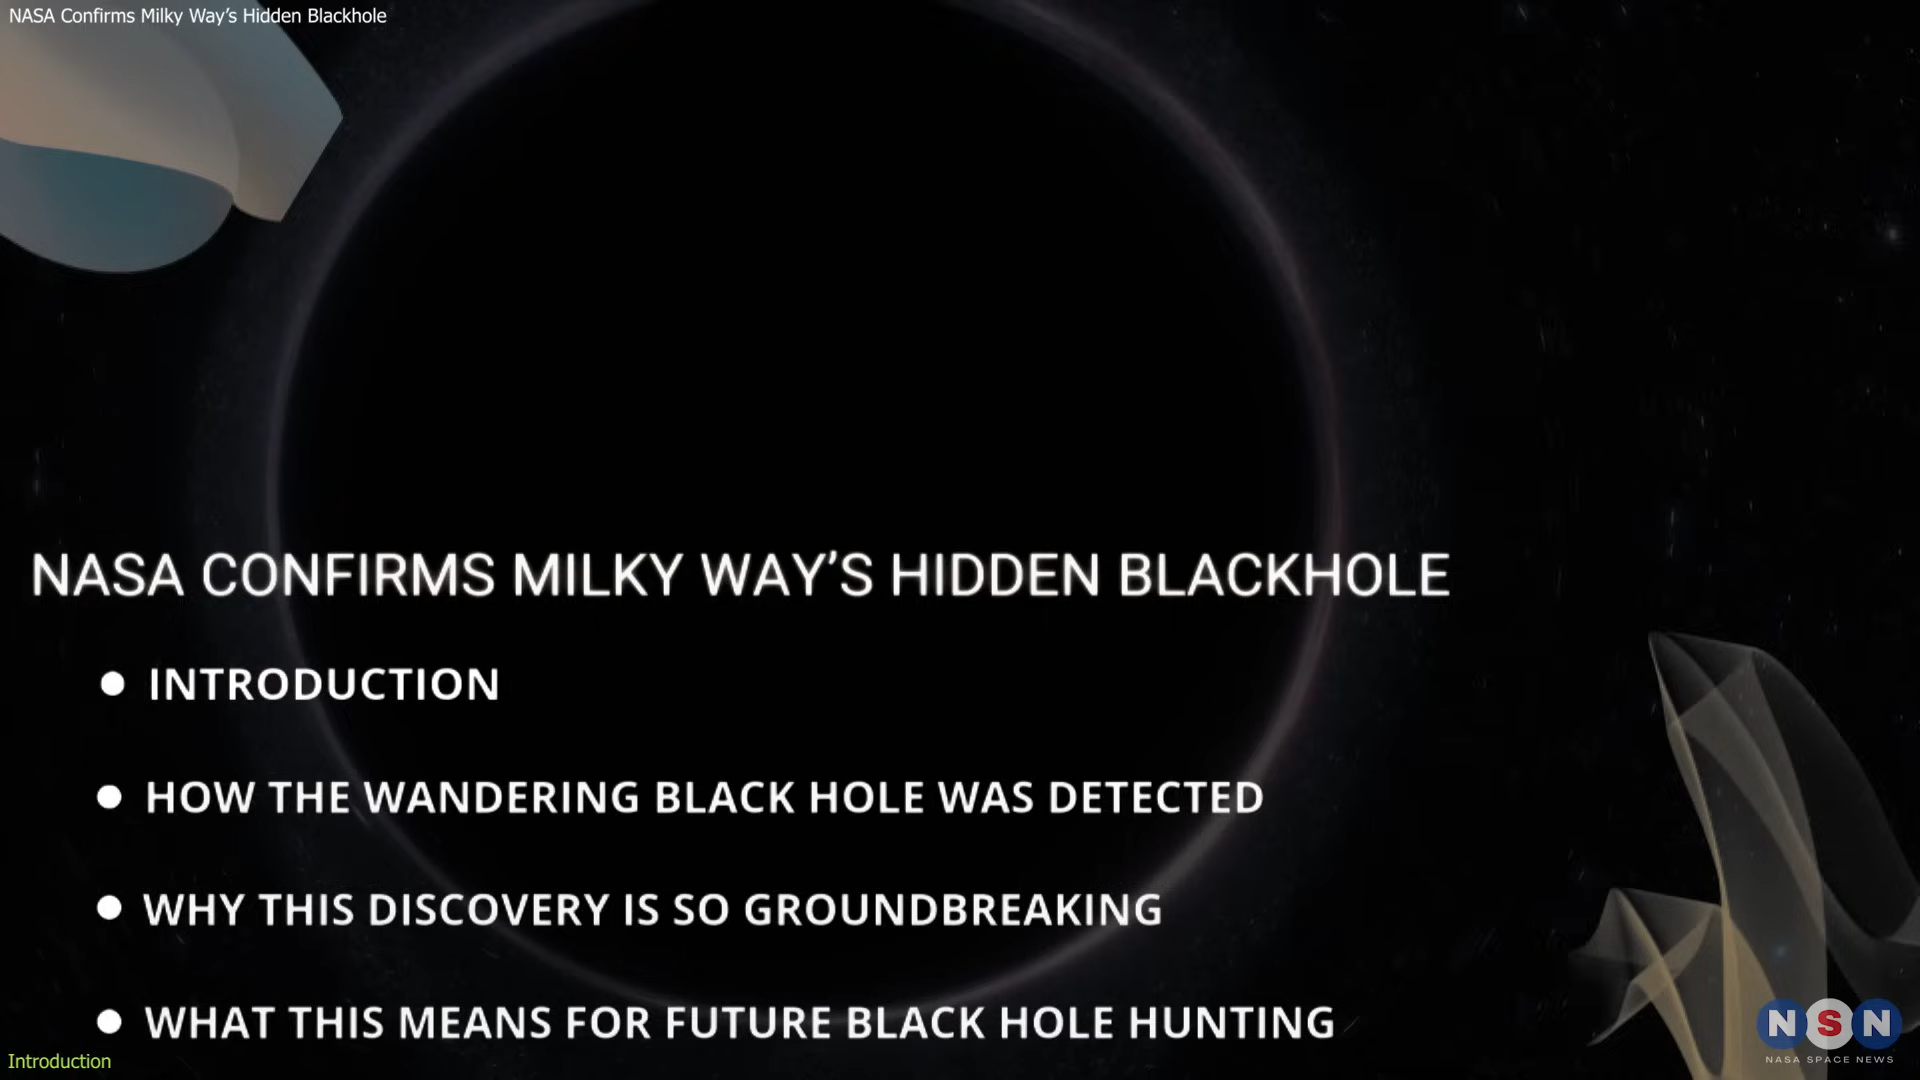 NASA Confirms Milky Way’s Hidden Blackhole
NASA CONFIRMS MILKY WAY’S HIDDEN BLACKHOLE
● INTRODUCTION
● HOW THE WANDERING BLACK HOLE WAS DETECTED
● WHY THIS DISCOVERY IS SO GROUNDBREAKING
● WHAT THIS MEANS FOR FUTURE BLACK HOLE HUNTING
Introduction
NSN
NASA SPACE NEWS